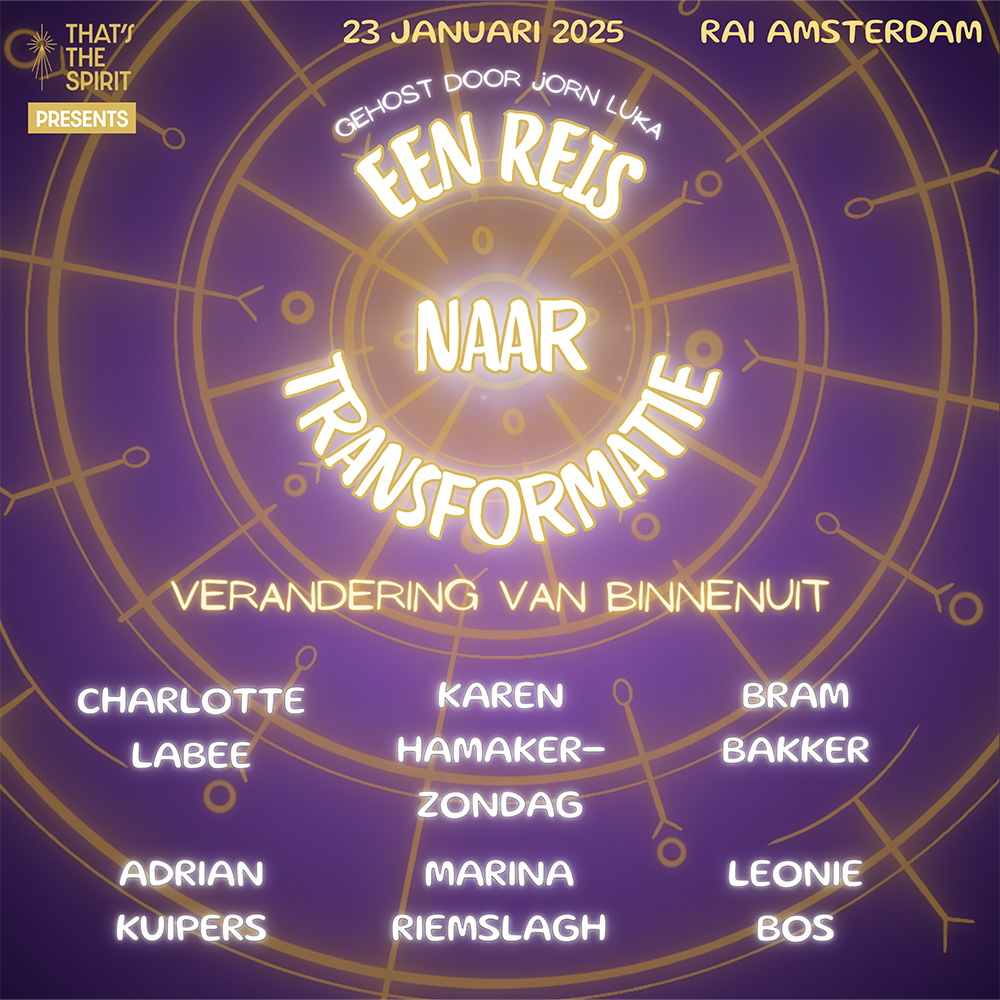 THAT'S
THE
SPIRIT
PRESENTS
23 JANUARI 2025
RAI AMSTERDAM
GEHOST DOOR JORN LUKA
EEN REIS
NAAR
TRANSFORMATIE
VERANDERING VAN BINNENUIT
CHARLOTTE
LABEE
KAREN
HAMAKER-
ZONDAG
BRAM
BAKKER
ADRIAN
KUIPERS
MARINA
RIEMSLAGH
LEONIE
BOS